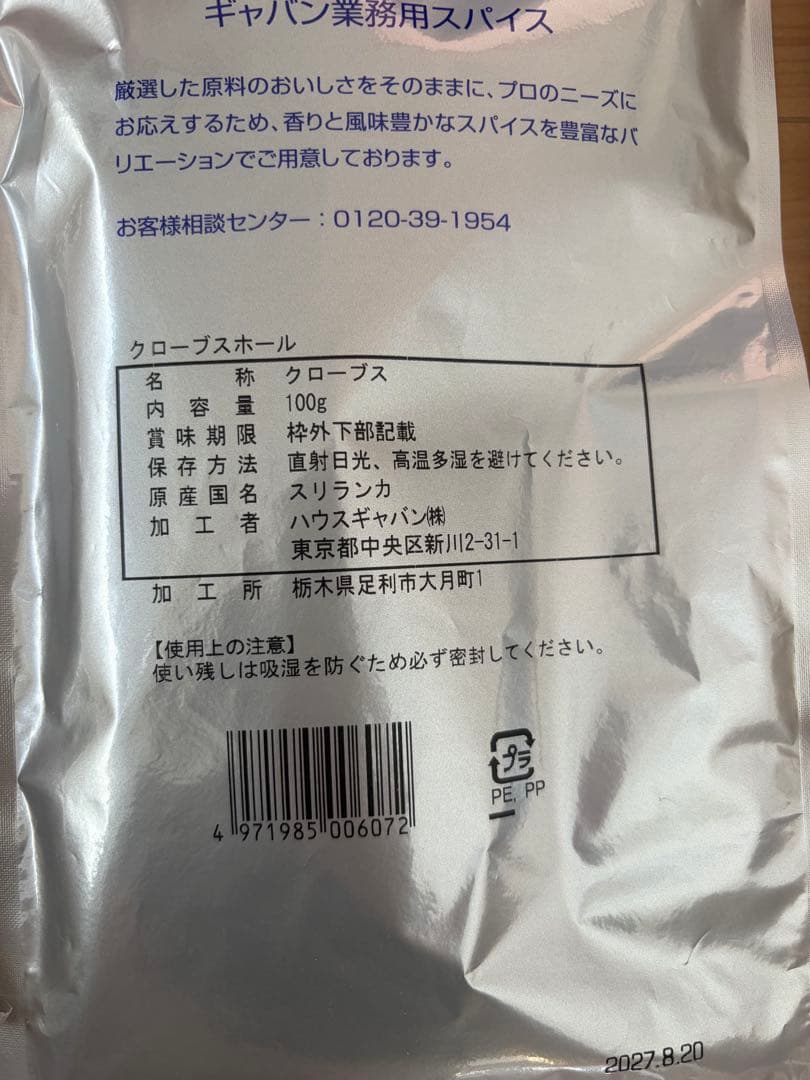 ギャバン業務用スパイス
厳選した原料のおいしさをそのままに、プロのニーズに
お応えするため、香りと風味豊かなスパイスを豊富なバ
リエーションでご用意しております。
お客様相談センター：0120-39-1954
クローブスホール
名称 クローブス
内容量 100g
賞味期限 枠外下部記載
保存方法 直射日光、高温多湿を避けてください。
原産国名 スリランカ
加工者 ハウスギャバン㈱
東京都中央区新川2-31-1
加工所 栃木県足利市大月町1
【使用上の注意】
使い残しは吸湿を防ぐため必ず密封してください。
4 971985 006072
プラ
PE, PP
2027.8.20